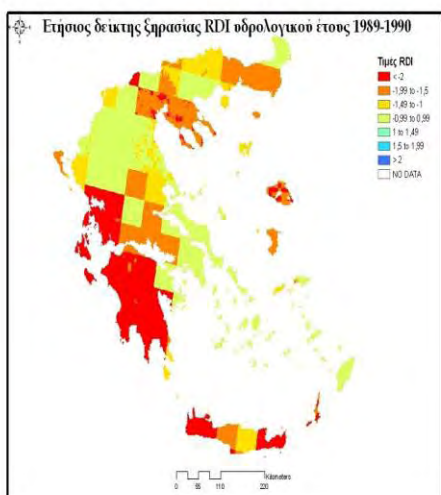 Ετήσιος δείκτης ξηρασίας RDI υδρολογικού έτους 1989-1990
Τιμές RDI
< -2
-1,99 to -1,5
-1,49 to -1
-0,99 to 0,99
1 to 1,49
1,5 to 1,99
> 2
NO DATA
Kilometers
0 55 110 220